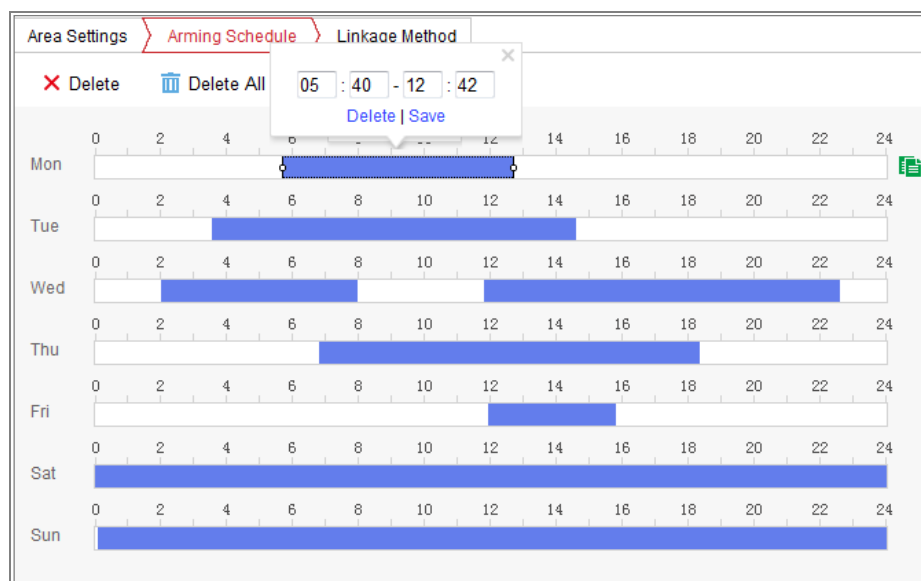 Area Settings Arming Schedule Linkage Method
Delete Delete All
05 : 40 - 12 : 42
Delete | Save
0 2 4 6 8 10 12 14 16 18 20 22 24
Mon
0 2 4 6 8 10 12 14 16 18 20 22 24
Tue
0 2 4 6 8 10 12 14 16 18 20 22 24
Wed
0 2 4 6 8 10 12 14 16 18 20 22 24
Thu
0 2 4 6 8 10 12 14 16 18 20 22 24
Fri
0 2 4 6 8 10 12 14 16 18 20 22 24
Sat
0 2 4 6 8 10 12 14 16 18 20 22 24
Sun